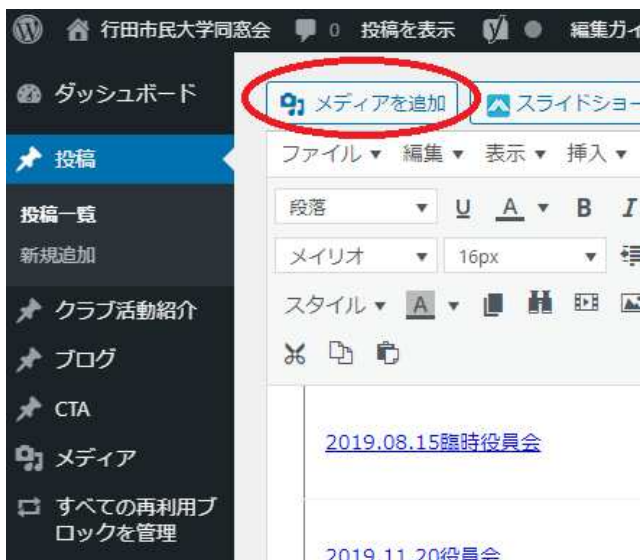 行田市民大学同窓会 0 投稿を表示 編集ガイ
ダッシュボード
メディアを追加 スライドショー
投稿
ファイル 編集 表示 挿入
投稿一覧
段落 U A B I
新規追加
メイリオ 16px
クラブ活動紹介
スタイル A
ブログ
CTA
2019.08.15臨時役員会
メディア
すべての再利用ブ
ロックを管理
2019.11.20役員会